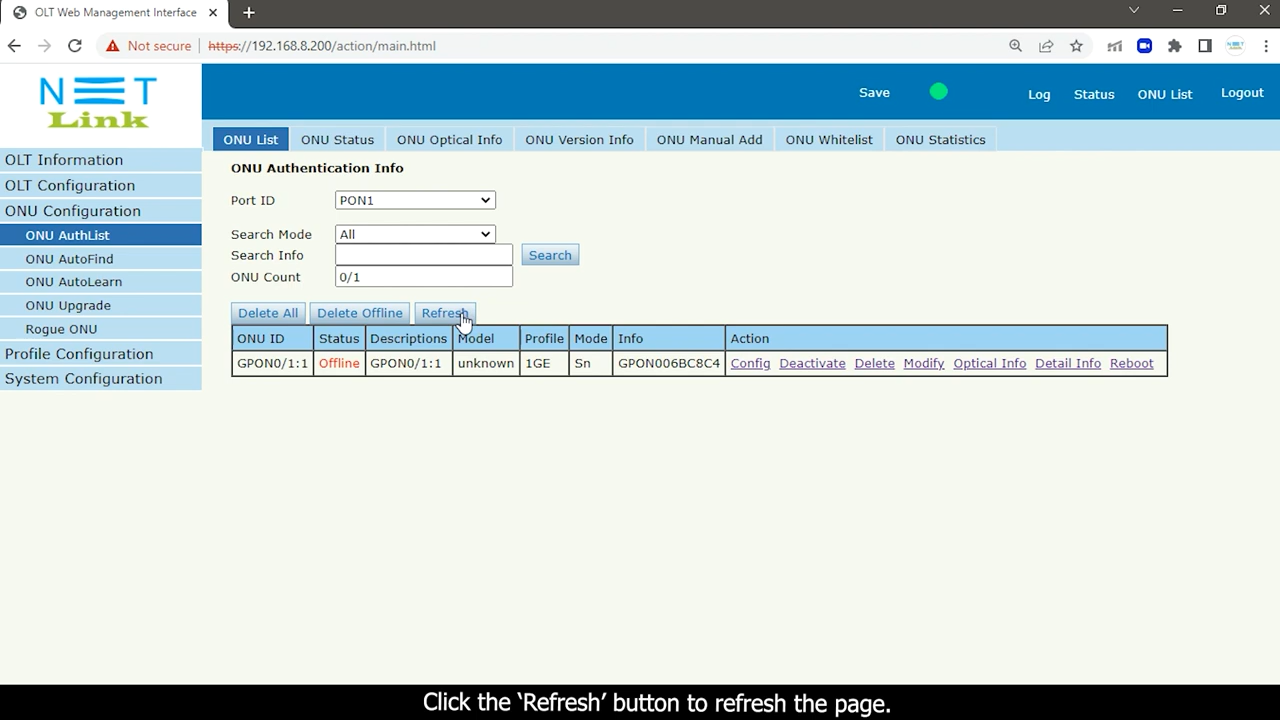 OLT Web Management Interface
Not secure https://192.168.8.200/action/main.html
NET
Link
Save Log Status ONU List Logout
ONU List ONU Status ONU Optical Info ONU Version Info ONU Manual Add ONU Whitelist ONU Statistics
OLT Information
OLT Configuration
ONU Configuration
ONU AuthList
ONU AutoFind
ONU AutoLearn
ONU Upgrade
Rogue ONU
Profile Configuration
System Configuration
ONU Authentication Info
Port ID PON1
Search Mode All
Search Info Search
ONU Count 0/1
Delete All Delete Offline Refresh
ONU ID Status Descriptions Model Profile Mode Info Action
GPON0/1:1 Offline GPON0/1:1 unknown 1GE Sn GPON006BC8C4 Config Deactivate Delete Modify Optical Info Detail Info Reboot
Click the ‘Refresh’ button to refresh the page.